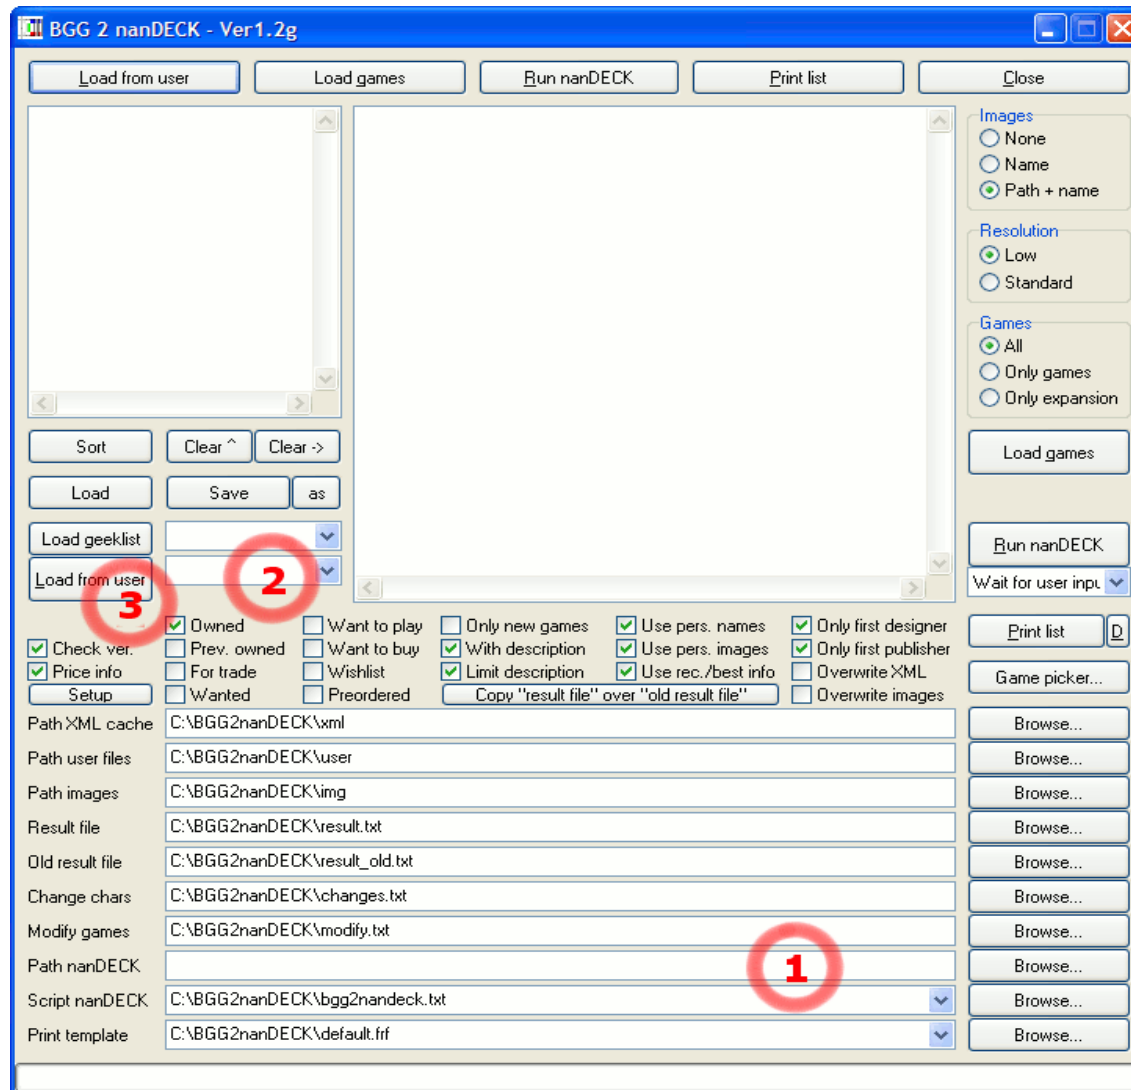 BGG 2 nanDECK - Ver1.2g
Load from user Load games Run nanDECK Print list Close
Images
None
Name
Path + name
Resolution
Low
Standard
Games
All
Only games
Only expansion
Sort Clear ^ Clear -> Load games
Load Save as
Load geeklist
Run nanDECK
2
Load from user
Wait for user inpu
3
Owned Want to play Only new games Use pers. names Only first designer
Print list D
Check ver. Prev. owned Want to buy With description Use pers. images Only first publisher
Price info For trade Wishlist Limit description Use rec./best info Overwrite XML
Game picker...
Setup Wanted Preordered Copy "result file" over "old result file" Overwrite images
Path XML cache C:\BGG2nanDECK\xml Browse...
Path user files C:\BGG2nanDECK\user Browse...
Path images C:\BGG2nanDECK\img Browse...
Result file C:\BGG2nanDECK\result.txt Browse...
Old result file C:\BGG2nanDECK\result_old.txt Browse...
Change chars C:\BGG2nanDECK\changes.txt Browse...
Modify games C:\BGG2nanDECK\modify.txt Browse...
Path nanDECK 1 Browse...
Script nanDECK C:\BGG2nanDECK\bgg2nandeck.txt Browse...
Print template C:\BGG2nanDECK\default.frf Browse...